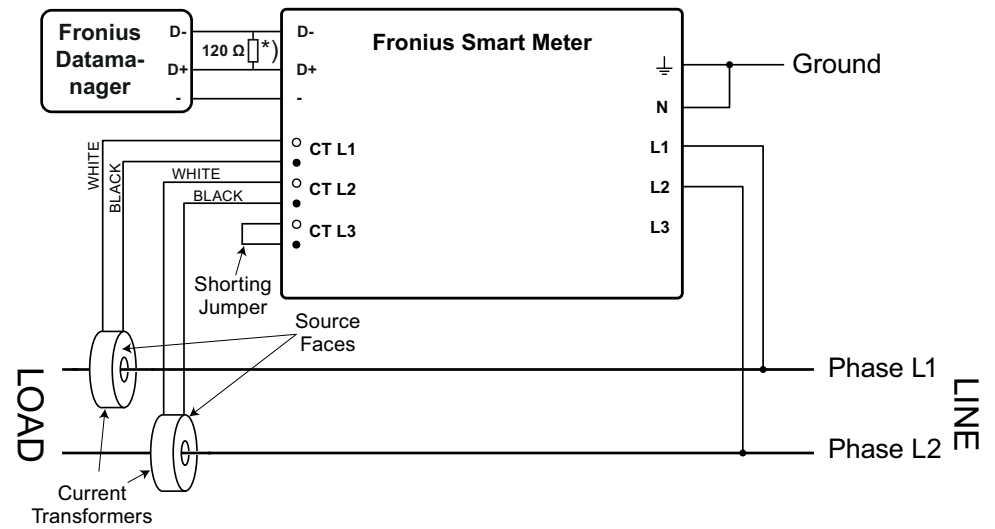 Fronius
Datama-
nager
D-
D+
-
120 Ω
*)
D-
D+
-
Fronius Smart Meter
Ground
N
L1
L2
L3
CT L1
CT L2
CT L3
WHITE
BLACK
WHITE
BLACK
Shorting
Jumper
Source
Faces
LOAD
Phase L1
Phase L2
LINE
Current
Transformers